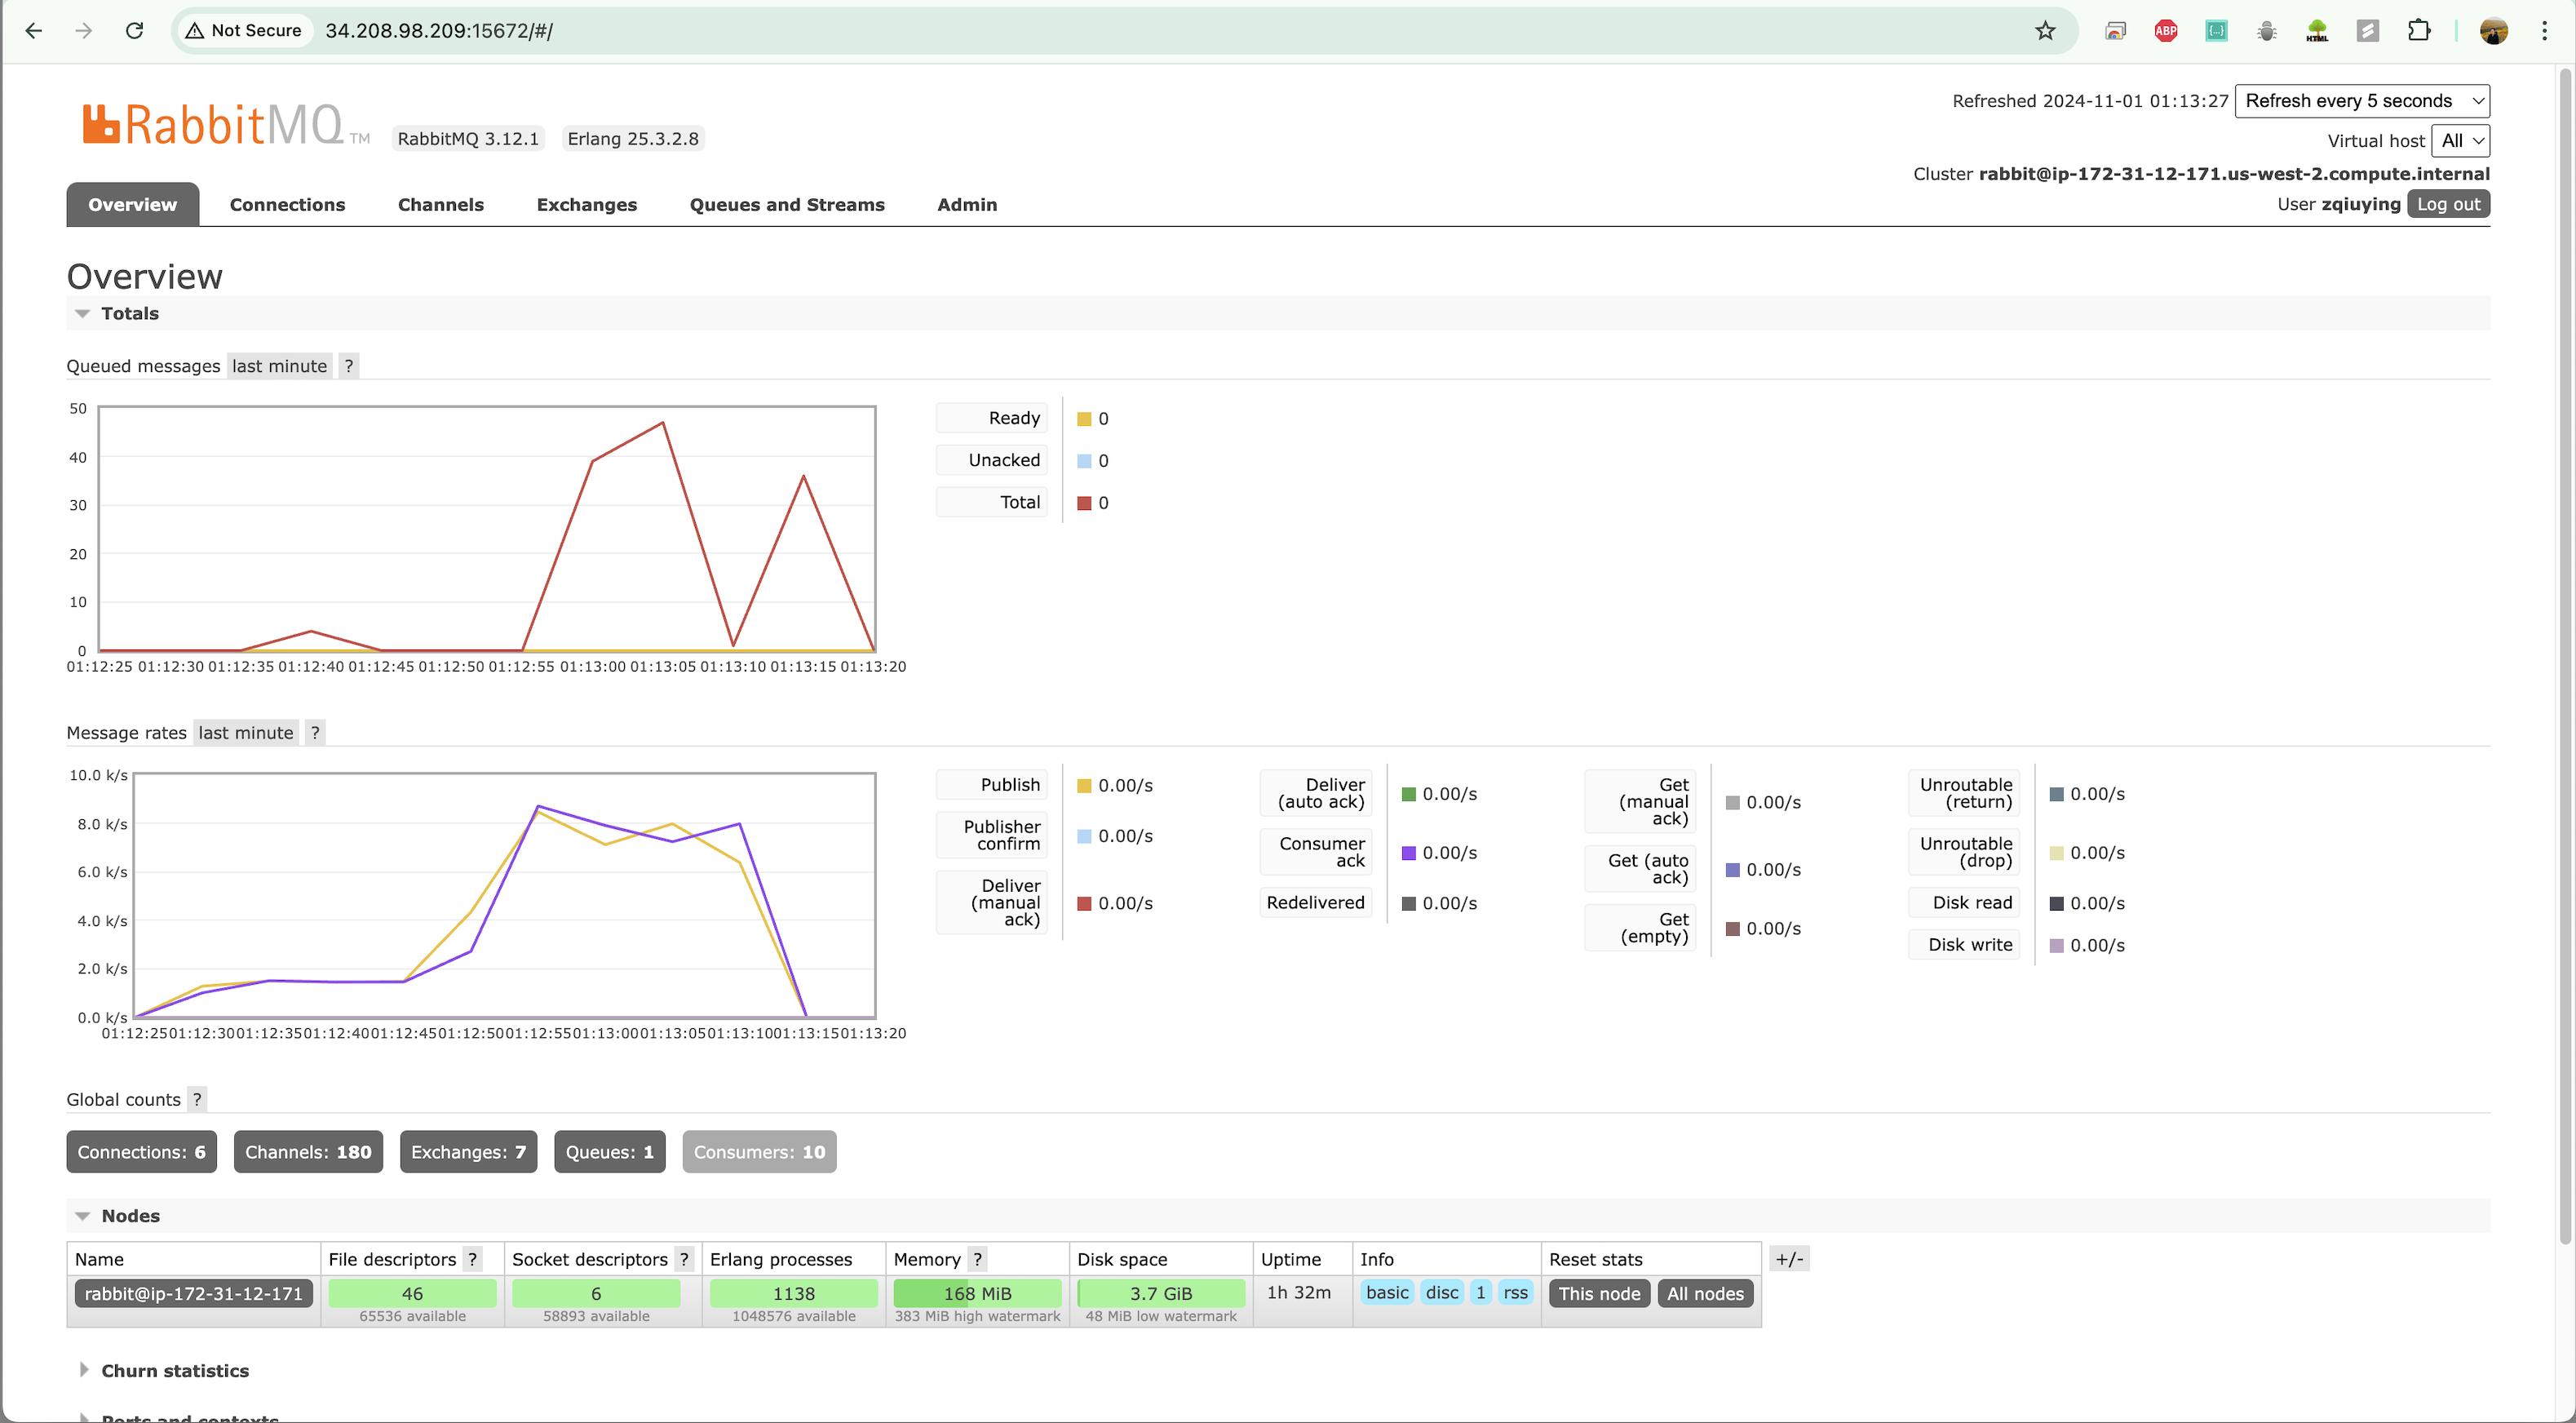 Not Secure 34.208.98.209:15672/#/
ABP
HTML
RabbitMQ TM RabbitMQ 3.12.1 Erlang 25.3.2.8
Refreshed 2024-11-01 01:13:27 Refresh every 5 seconds
Virtual host All
Cluster rabbit@ip-172-31-12-171.us-west-2.compute.internal
User zqiuying Log out
Overview Connections Channels Exchanges Queues and Streams Admin
Overview
Totals
Queued messages last minute ?
50
40
30
20
10
0
01:12:25 01:12:30 01:12:35 01:12:40 01:12:45 01:12:50 01:12:55 01:13:00 01:13:05 01:13:10 01:13:15 01:13:20
Ready 0
Unacked 0
Total 0
Message rates last minute ?
10.0 k/s
8.0 k/s
6.0 k/s
4.0 k/s
2.0 k/s
0.0 k/s
01:12:25 01:12:30 01:12:35 01:12:40 01:12:45 01:12:50 01:12:55 01:13:00 01:13:05 01:13:10 01:13:15 01:13:20
Publish 0.00/s
Publisher
confirm 0.00/s
Deliver
(manual 0.00/s
ack)
Deliver
(auto ack) 0.00/s
Consumer
ack 0.00/s
Redelivered 0.00/s
Get
(manual 0.00/s
ack)
Get (auto
ack) 0.00/s
Get
(empty) 0.00/s
Unroutable
(return) 0.00/s
Unroutable
(drop) 0.00/s
Disk read 0.00/s
Disk write 0.00/s
Global counts ?
Connections: 6 Channels: 180 Exchanges: 7 Queues: 1 Consumers: 10
Nodes
Name File descriptors ? Socket descriptors ? Erlang processes Memory ? Disk space Uptime Info Reset stats +/-
rabbit@ip-172-31-12-171 46 6 1138 168 MiB 3.7 GiB 1h 32m basic disc 1 rss This node All nodes
65536 available 58893 available 1048576 available 383 MiB high watermark 48 MiB low watermark
Churn statistics
Ports and contexts